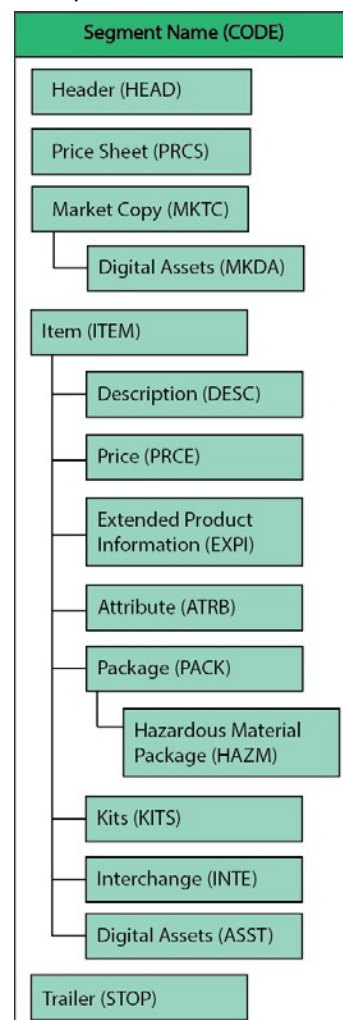 Segment Name (CODE)
Header (HEAD)
Price Sheet (PRCS)
Market Copy (MKTC)
Digital Assets (MKDA)
Item (ITEM)
Description (DESC)
Price (PRCE)
Extended Product
Information (EXPI)
Attribute (ATRB)
Package (PACK)
Hazardous Material
Package (HAZM)
Kits (KITS)
Interchange (INTE)
Digital Assets (ASST)
Trailer (STOP)